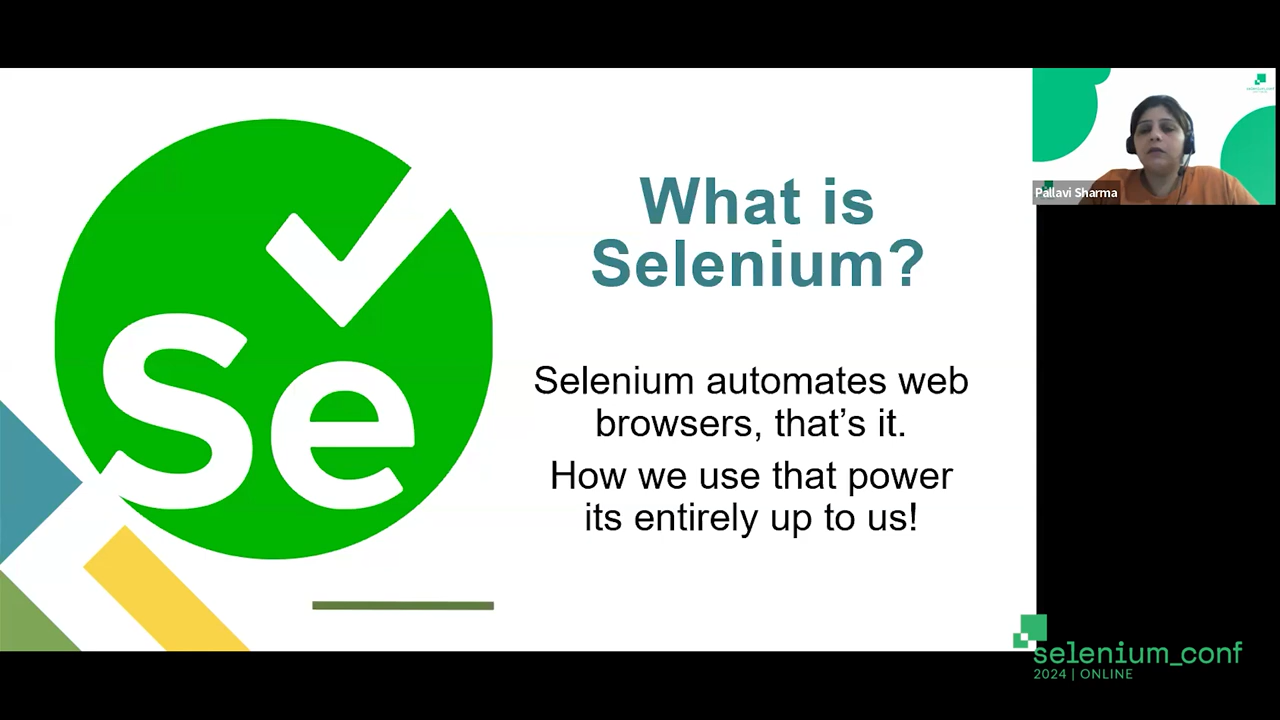 Se
What is
Selenium?
Selenium automates web
browsers, that's it.
How we use that power
its entirely up to us!
selenium_conf
Pallavi Sharma
selenium_conf
2024 | ONLINE